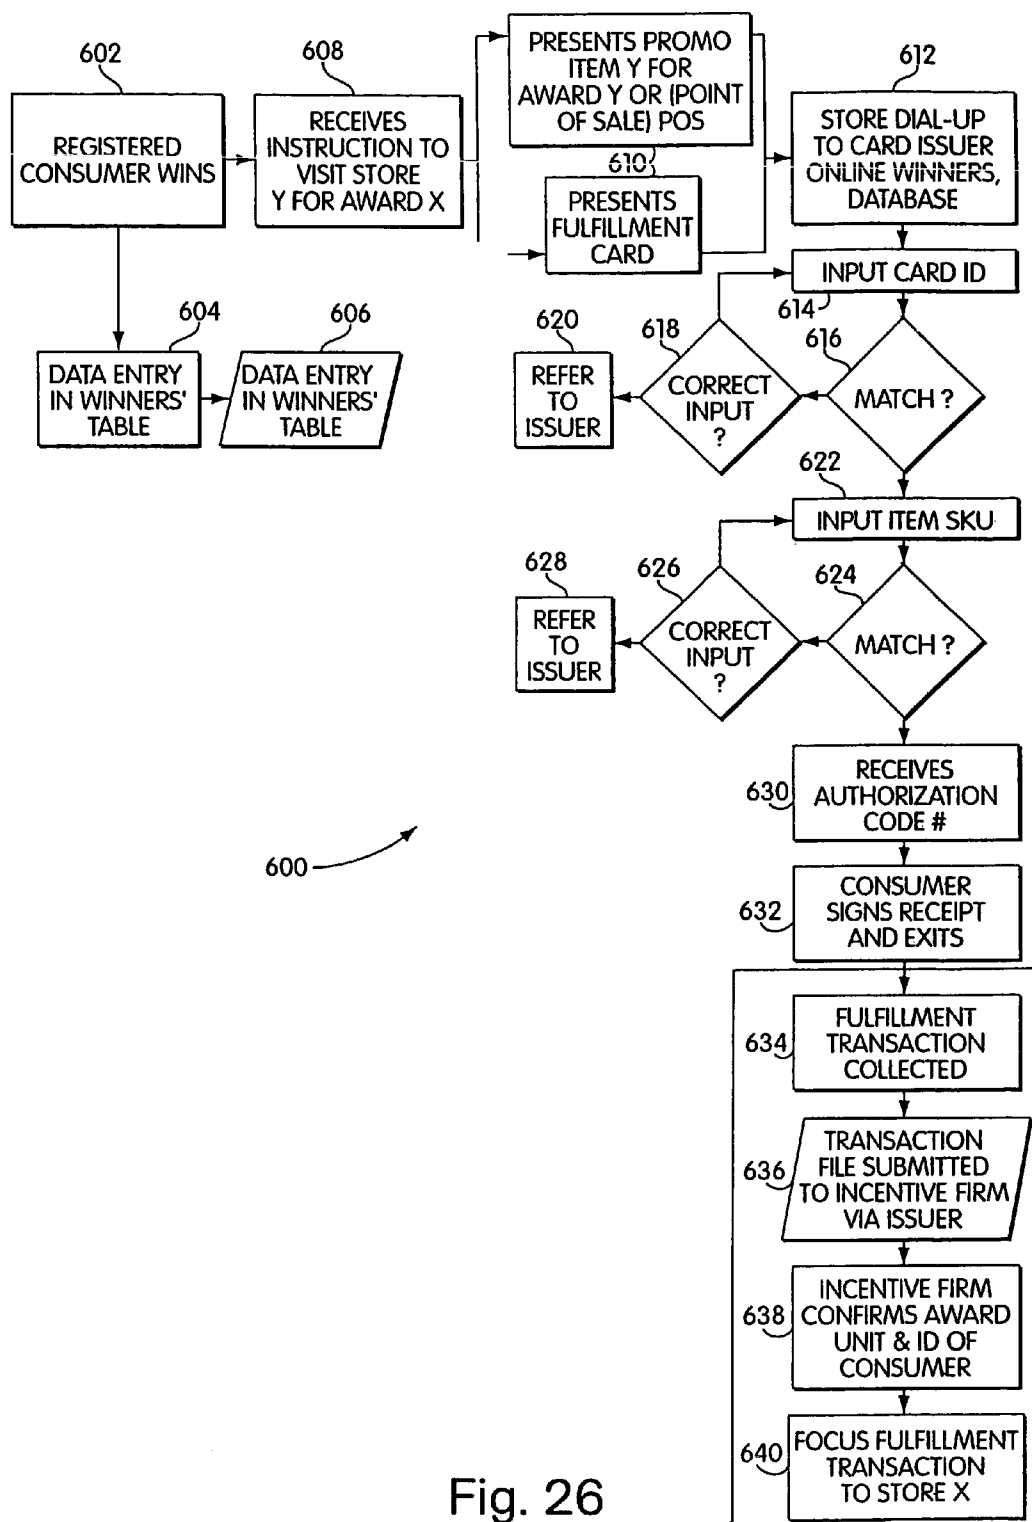 602
REGISTERED
CONSUMER WINS
608
RECEIVES
INSTRUCTION TO
VISIT STORE
Y FOR AWARD X
PRESENTS PROMO
ITEM Y FOR
AWARD Y OR (POINT
OF SALE) POS
610
PRESENTS
FULFILLMENT
CARD
612
STORE DIAL-UP
TO CARD ISSUER
ONLINE WINNERS,
DATABASE
INPUT CARD ID
614
604
DATA ENTRY
IN WINNERS'
TABLE
606
DATA ENTRY
IN WINNERS'
TABLE
620
REFER
TO
ISSUER
618
CORRECT
INPUT
?
616
MATCH ?
622
INPUT ITEM SKU
628
REFER
TO
ISSUER
626
CORRECT
INPUT
?
624
MATCH ?
630
RECEIVES
AUTHORIZATION
CODE #
600
632
CONSUMER
SIGNS RECEIPT
AND EXITS
634
FULFILLMENT
TRANSACTION
COLLECTED
636
TRANSACTION
FILE SUBMITTED
TO INCENTIVE FIRM
VIA ISSUER
638
INCENTIVE FIRM
CONFIRMS AWARD
UNIT & ID OF
CONSUMER
640
FOCUS FULFILLMENT
TRANSACTION
TO STORE X
Fig. 26